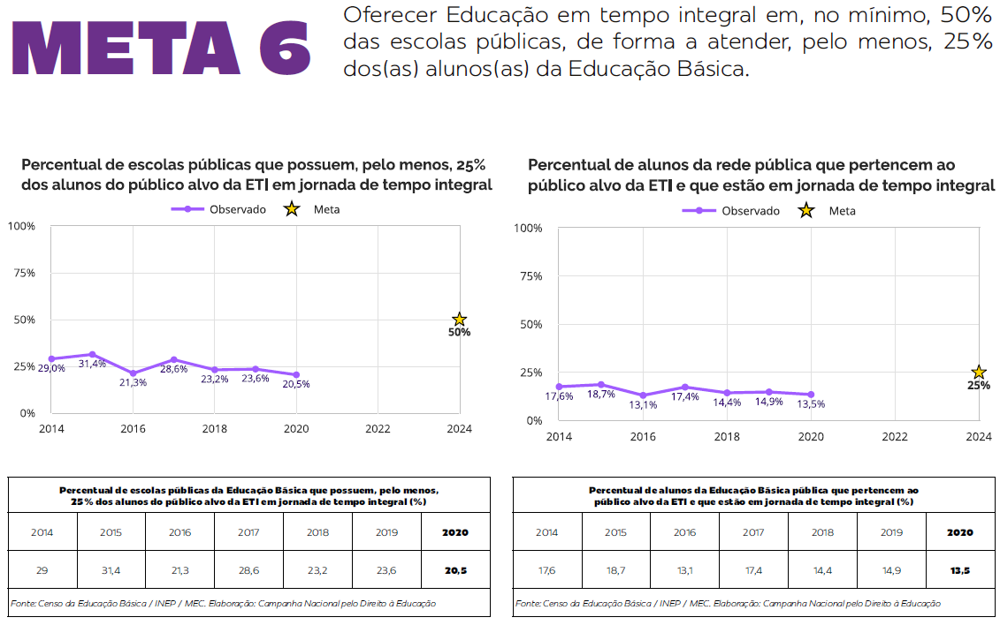 META 6
Oferecer Educação em tempo integral em, no mínimo, 50%
das escolas públicas, de forma a atender, pelo menos, 25%
dos(as) alunos(as) da Educação Básica.
Percentual de escolas públicas que possuem, pelo menos, 25%
dos alunos do público alvo da ETI em jornada de tempo integral
Observado Meta
100%
75%
50%
25%
0%
50%
29,0%
31,4%
21,3%
28,6%
23,2%
23,6%
20,5%
2014 2016 2018 2020 2022 2024
Percentual de alunos da rede pública que pertencem ao
público alvo da ETI e que estão em jornada de tempo integral
Observado Meta
100%
75%
50%
25%
0%
25%
17,6%
18,7%
13,1%
17,4%
14,4%
14,9%
13,5%
2014 2016 2018 2020 2022 2024
Percentual de escolas públicas da Educação Básica que possuem, pelo menos,
25% dos alunos do público alvo da ETI em jornada de tempo integral (%)
2014 2015 2016 2017 2018 2019 2020
29 31,4 21,3 28,6 23,2 23,6 20,5
Fonte: Censo da Educação Básica / INEP / MEC. Elaboração: Campanha Nacional pelo Direito à Educação
Percentual de alunos da Educação Básica pública que pertencem ao
público alvo da ETI e que estão em jornada de tempo integral (%)
2014 2015 2016 2017 2018 2019 2020
17,6 18,7 13,1 17,4 14,4 14,9 13,5
Fonte: Censo da Educação Básica / INEP / MEC. Elaboração: Campanha Nacional pelo Direito à Educação